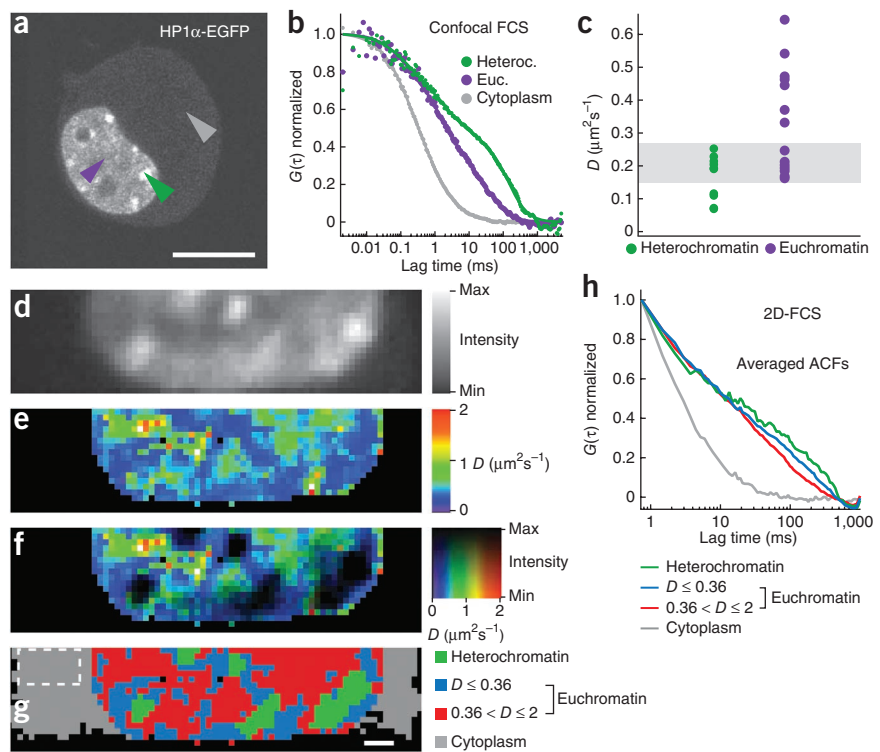 a
HP1α-EGFP
b
Confocal FCS
Heteroc.
Euc.
Cytoplasm
1.0
0.8
0.6
0.4
0.2
0
G(τ) normalized
0.01 0.1 1 10 100 1,000
Lag time (ms)
c
0.6
0.5
0.4
0.3
0.2
0.1
0
D (μm²s⁻¹)
Heterochromatin Euchromatin
d
Max
Intensity
Min
e
2
1
0
D (μm²s⁻¹)
f
Max
Intensity
Min
0 1 2
D (μm²s⁻¹)
g
Heterochromatin
D ≤ 0.36
0.36 < D ≤ 2
Euchromatin
Cytoplasm
h
2D-FCS
Averaged ACFs
1.0
0.8
0.6
0.4
0.2
0
G(τ) normalized
1 10 100 1,000
Lag time (ms)
Heterochromatin
D ≤ 0.36
0.36 < D ≤ 2
Euchromatin
Cytoplasm